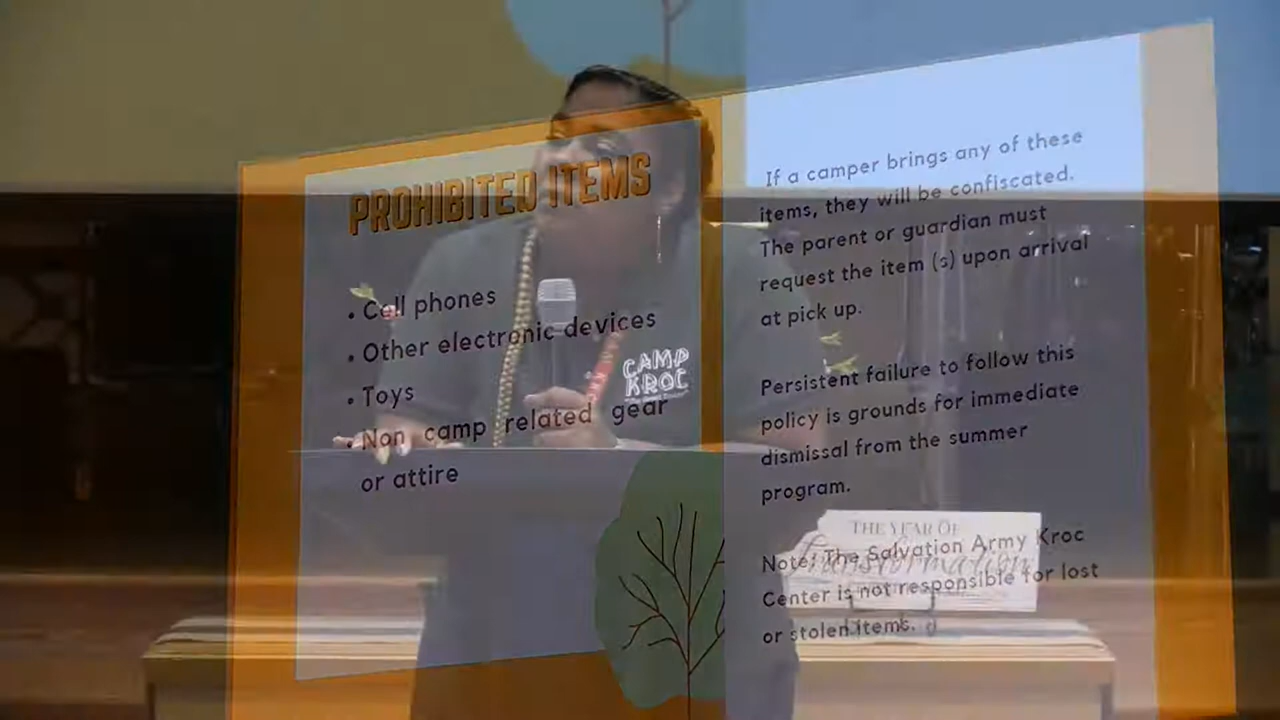 PROHIBITED ITEMS
• Cell phones
• Other electronic devices
• Toys
• Non camp related gear
or attire
If a camper brings any of these
items, they will be confiscated.
The parent or guardian must
request the item (s) upon arrival
at pick up.
Persistent failure to follow this
policy is grounds for immediate
dismissal from the summer
program.
Note: The Salvation Army Kroc
Center is not responsible for lost
or stolen items.
CAMP
KROC
THE YEAR OF
Transformation